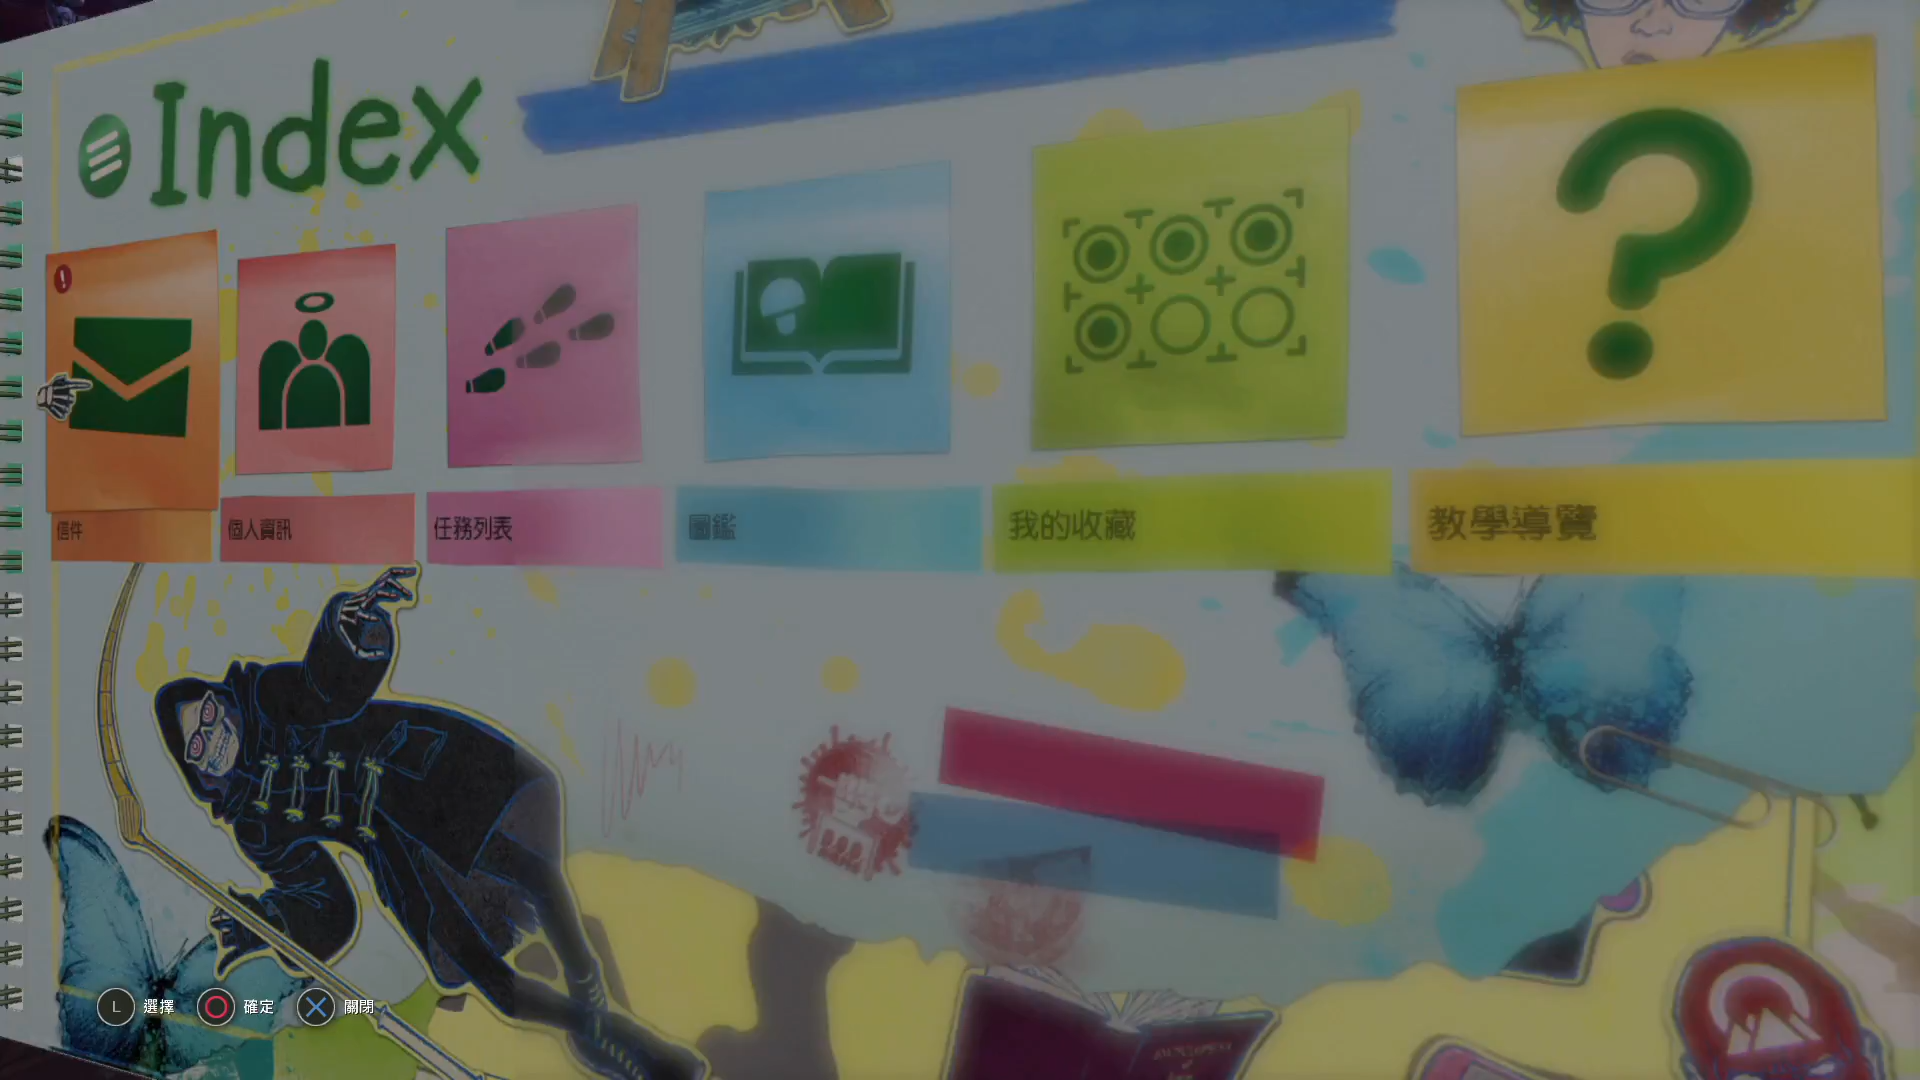 Index
信件
個人資訊
任務列表
圖鑑
我的收藏
教學導覽
L 選擇
確定
關閉